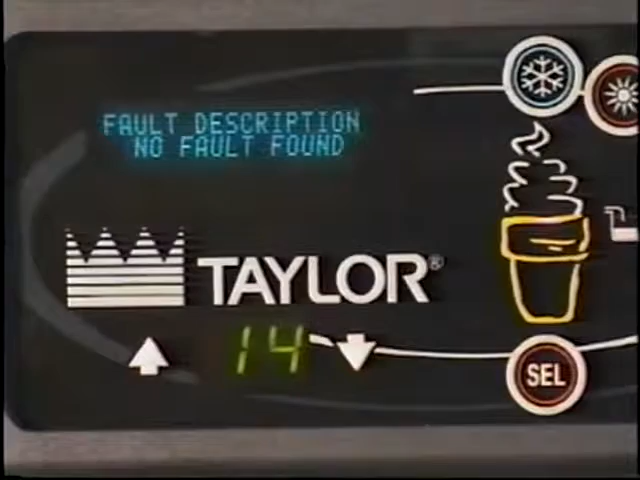 FAULT DESCRIPTION
NO FAULT FOUND
TAYLOR®
14
SEL